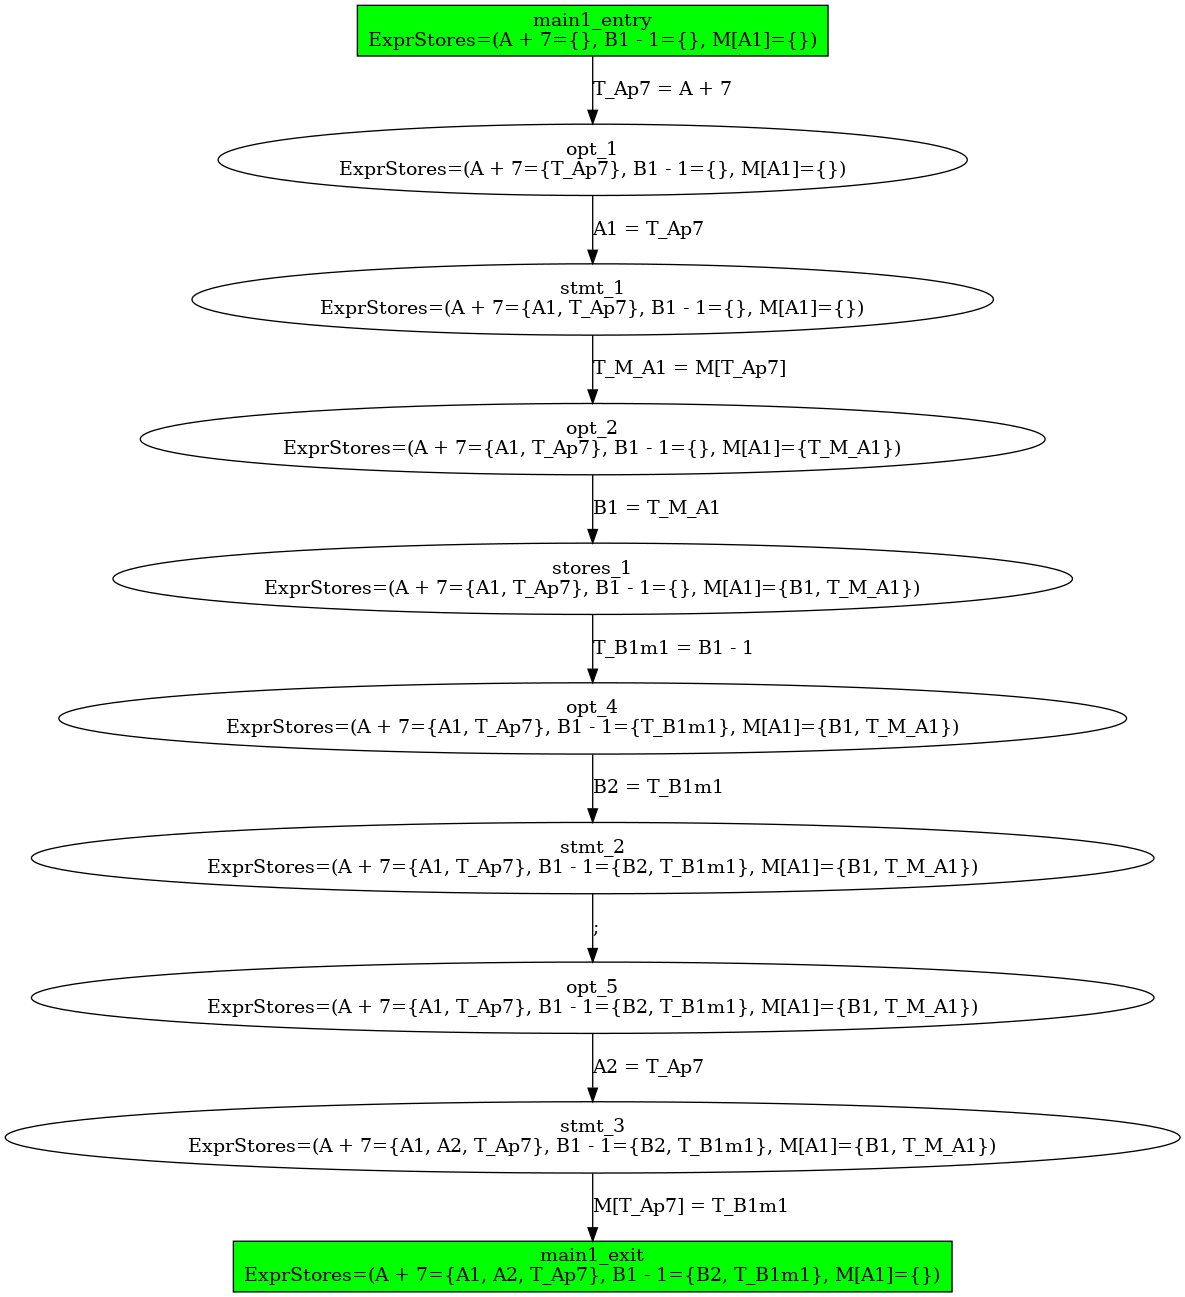 main1_entry
ExprStores=(A + 7={}, B1 - 1={}, M[A1]={})
T_Ap7 = A + 7
opt_1
ExprStores=(A + 7={T_Ap7}, B1 - 1={}, M[A1]={})
A1 = T_Ap7
stmt_1
ExprStores=(A + 7={A1, T_Ap7}, B1 - 1={}, M[A1]={})
T_M_A1 = M[T_Ap7]
opt_2
ExprStores=(A + 7={A1, T_Ap7}, B1 - 1={}, M[A1]={T_M_A1})
B1 = T_M_A1
stores_1
ExprStores=(A + 7={A1, T_Ap7}, B1 - 1={}, M[A1]={B1, T_M_A1})
T_B1m1 = B1 - 1
opt_4
ExprStores=(A + 7={A1, T_Ap7}, B1 - 1={T_B1m1}, M[A1]={B1, T_M_A1})
B2 = T_B1m1
stmt_2
ExprStores=(A + 7={A1, T_Ap7}, B1 - 1={B2, T_B1m1}, M[A1]={B1, T_M_A1})
;
opt_5
ExprStores=(A + 7={A1, T_Ap7}, B1 - 1={B2, T_B1m1}, M[A1]={B1, T_M_A1})
A2 = T_Ap7
stmt_3
ExprStores=(A + 7={A1, A2, T_Ap7}, B1 - 1={B2, T_B1m1}, M[A1]={B1, T_M_A1})
M[T_Ap7] = T_B1m1
main1_exit
ExprStores=(A + 7={A1, A2, T_Ap7}, B1 - 1={B2, T_B1m1}, M[A1]={})